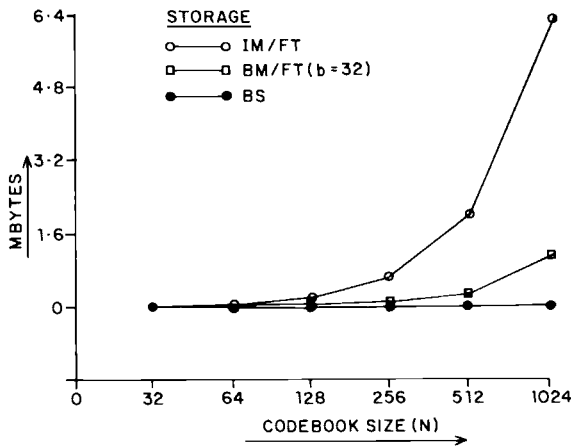 STORAGE
IM/FT
BM/FT(b=32)
BS
6·4
4·8
3·2
1·6
0
MBYTES
0 32 64 128 256 512 1024
CODEBOOK SIZE(N)